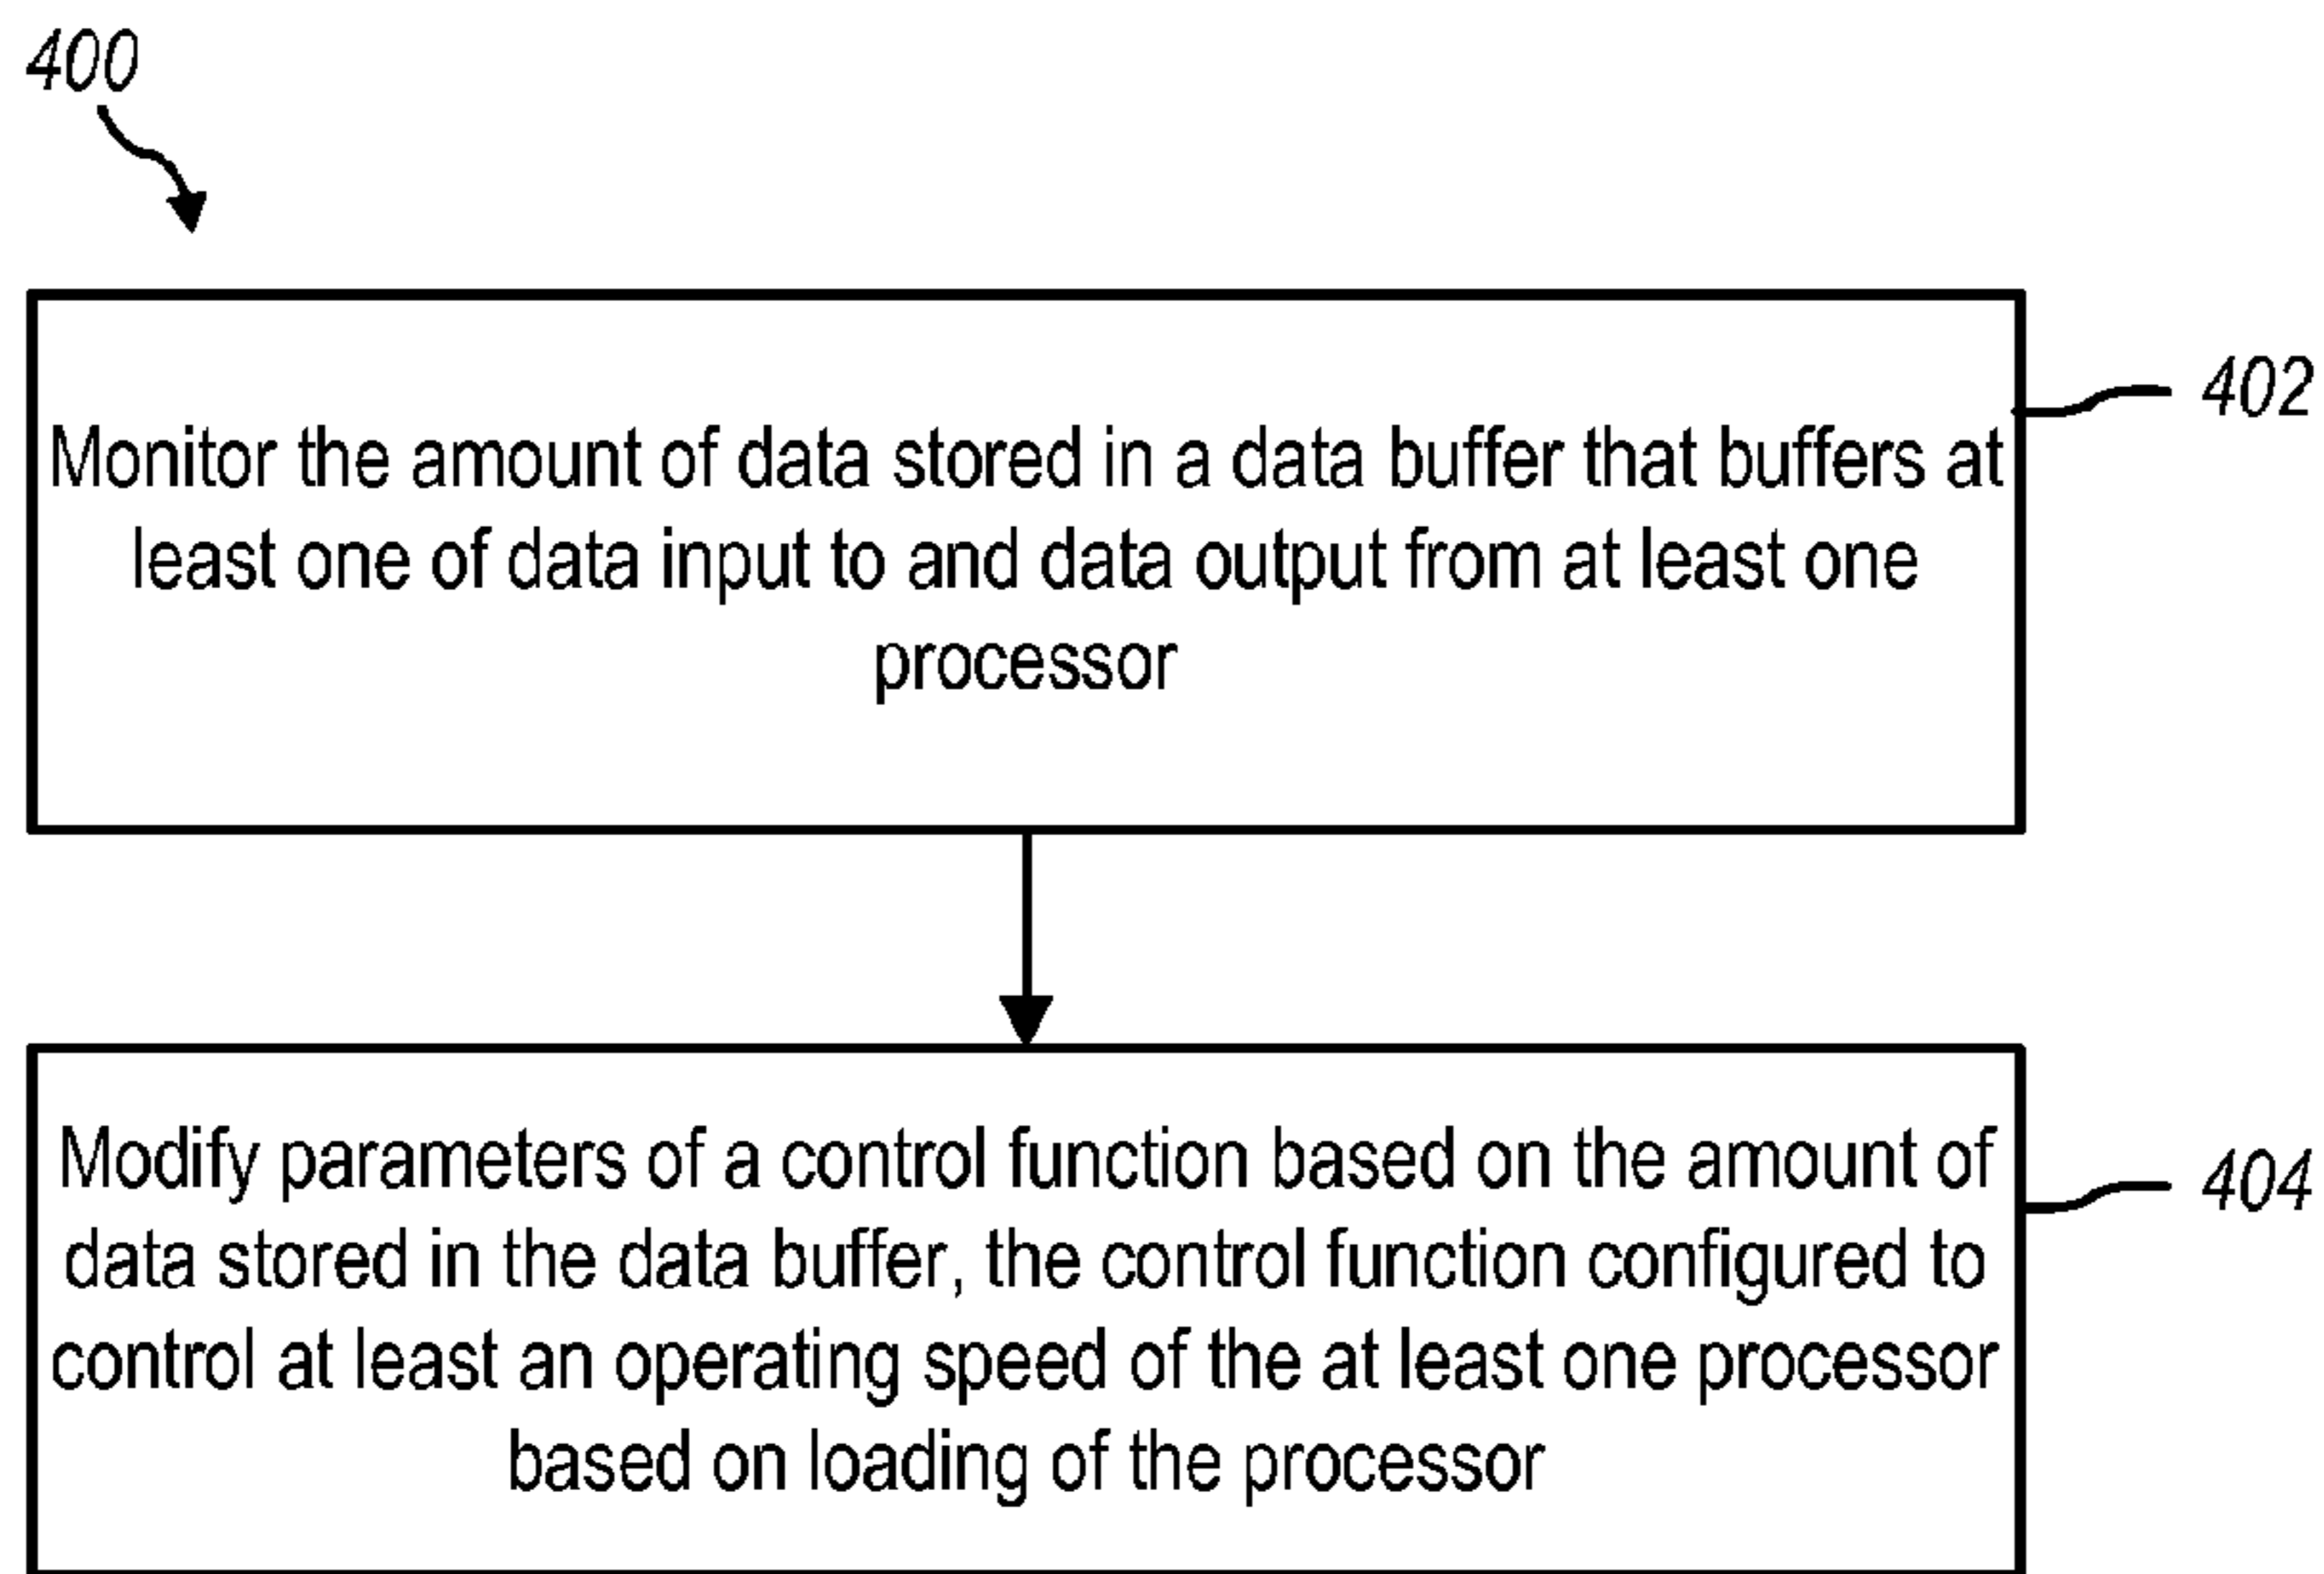 400
Monitor the amount of data stored in a data buffer that buffers at
least one of data input to and data output from at least one
processor
402
Modify parameters of a control function based on the amount of
data stored in the data buffer, the control function configured to
control at least an operating speed of the at least one processor
based on loading of the processor
404